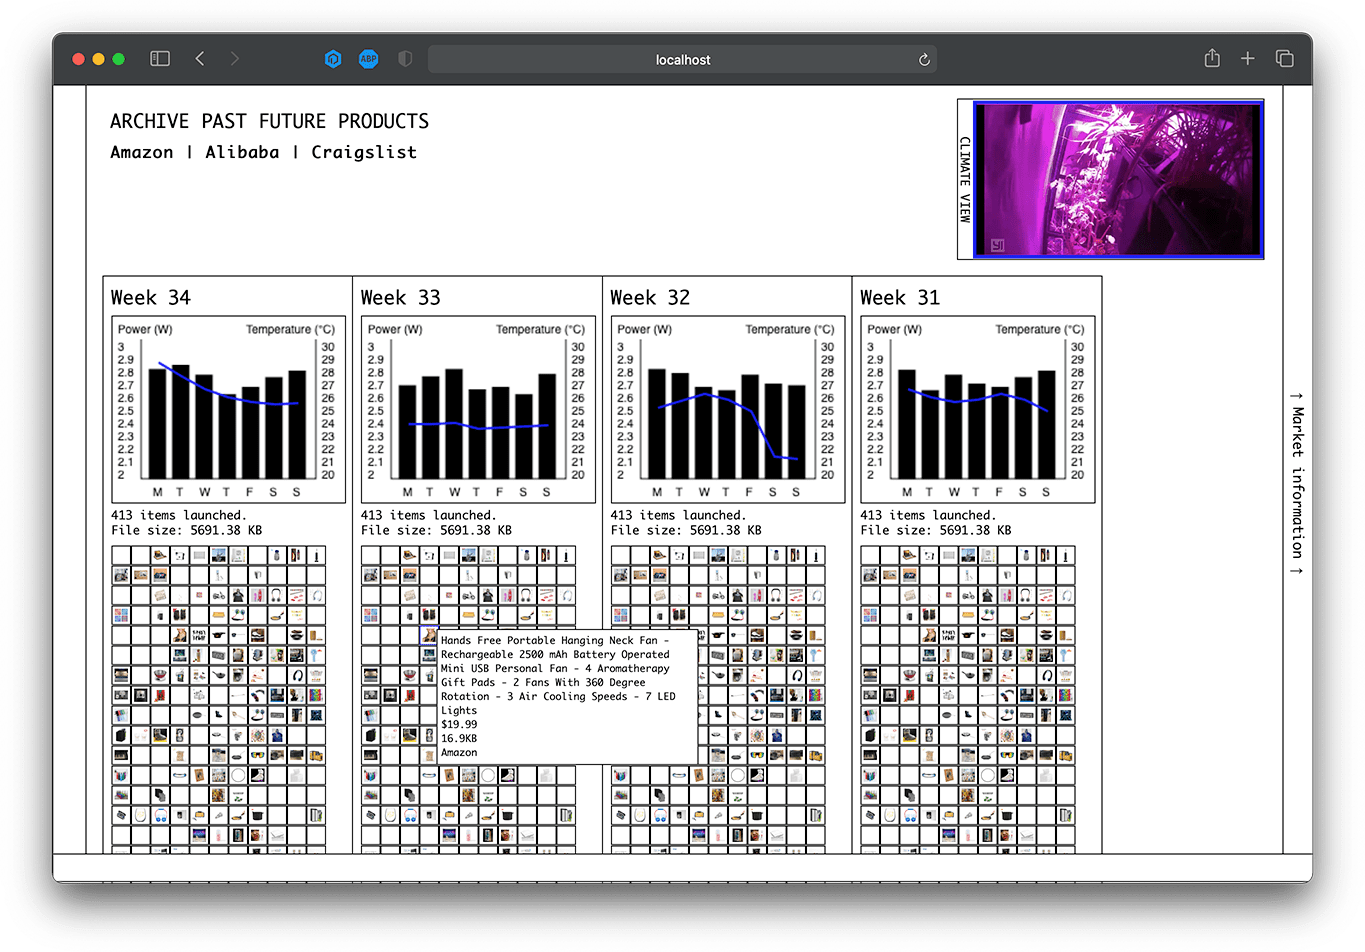 ABP
localhost
ARCHIVE PAST FUTURE PRODUCTS
Amazon | Alibaba | Craigslist
CLIMATE VIEW
Week 34
Power (W) Temperature (°C)
3 30
2.9 29
2.8 28
2.7 27
2.6 26
2.5 25
2.4 24
2.3 23
2.2 22
2.1 21
2 20
M T W T F S S
413 items launched.
File size: 5691.38 KB
Week 33
Power (W) Temperature (°C)
3 30
2.9 29
2.8 28
2.7 27
2.6 26
2.5 25
2.4 24
2.3 23
2.2 22
2.1 21
2 20
M T W T F S S
413 items launched.
File size: 5691.38 KB
Hands Free Portable Hanging Neck Fan -
Rechargeable 2500 mAh Battery Operated
Mini USB Personal Fan - 4 Aromatherapy
Gift Pads - 2 Fans With 360 Degree
Rotation - 3 Air Cooling Speeds - 7 LED
Lights
$19.99
16.9KB
Amazon
Week 32
Power (W) Temperature (°C)
3 30
2.9 29
2.8 28
2.7 27
2.6 26
2.5 25
2.4 24
2.3 23
2.2 22
2.1 21
2 20
M T W T F S S
413 items launched.
File size: 5691.38 KB
Week 31
Power (W) Temperature (°C)
3 30
2.9 29
2.8 28
2.7 27
2.6 26
2.5 25
2.4 24
2.3 23
2.2 22
2.1 21
2 20
M T W T F S S
413 items launched.
File size: 5691.38 KB
↑ Market information ↑